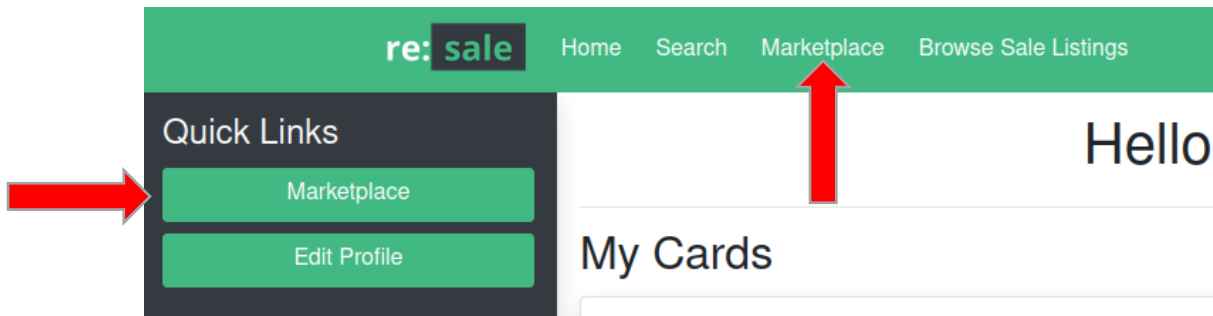 re: sale Home Search Marketplace Browse Sale Listings
Quick Links
Marketplace
Edit Profile
Hello
My Cards